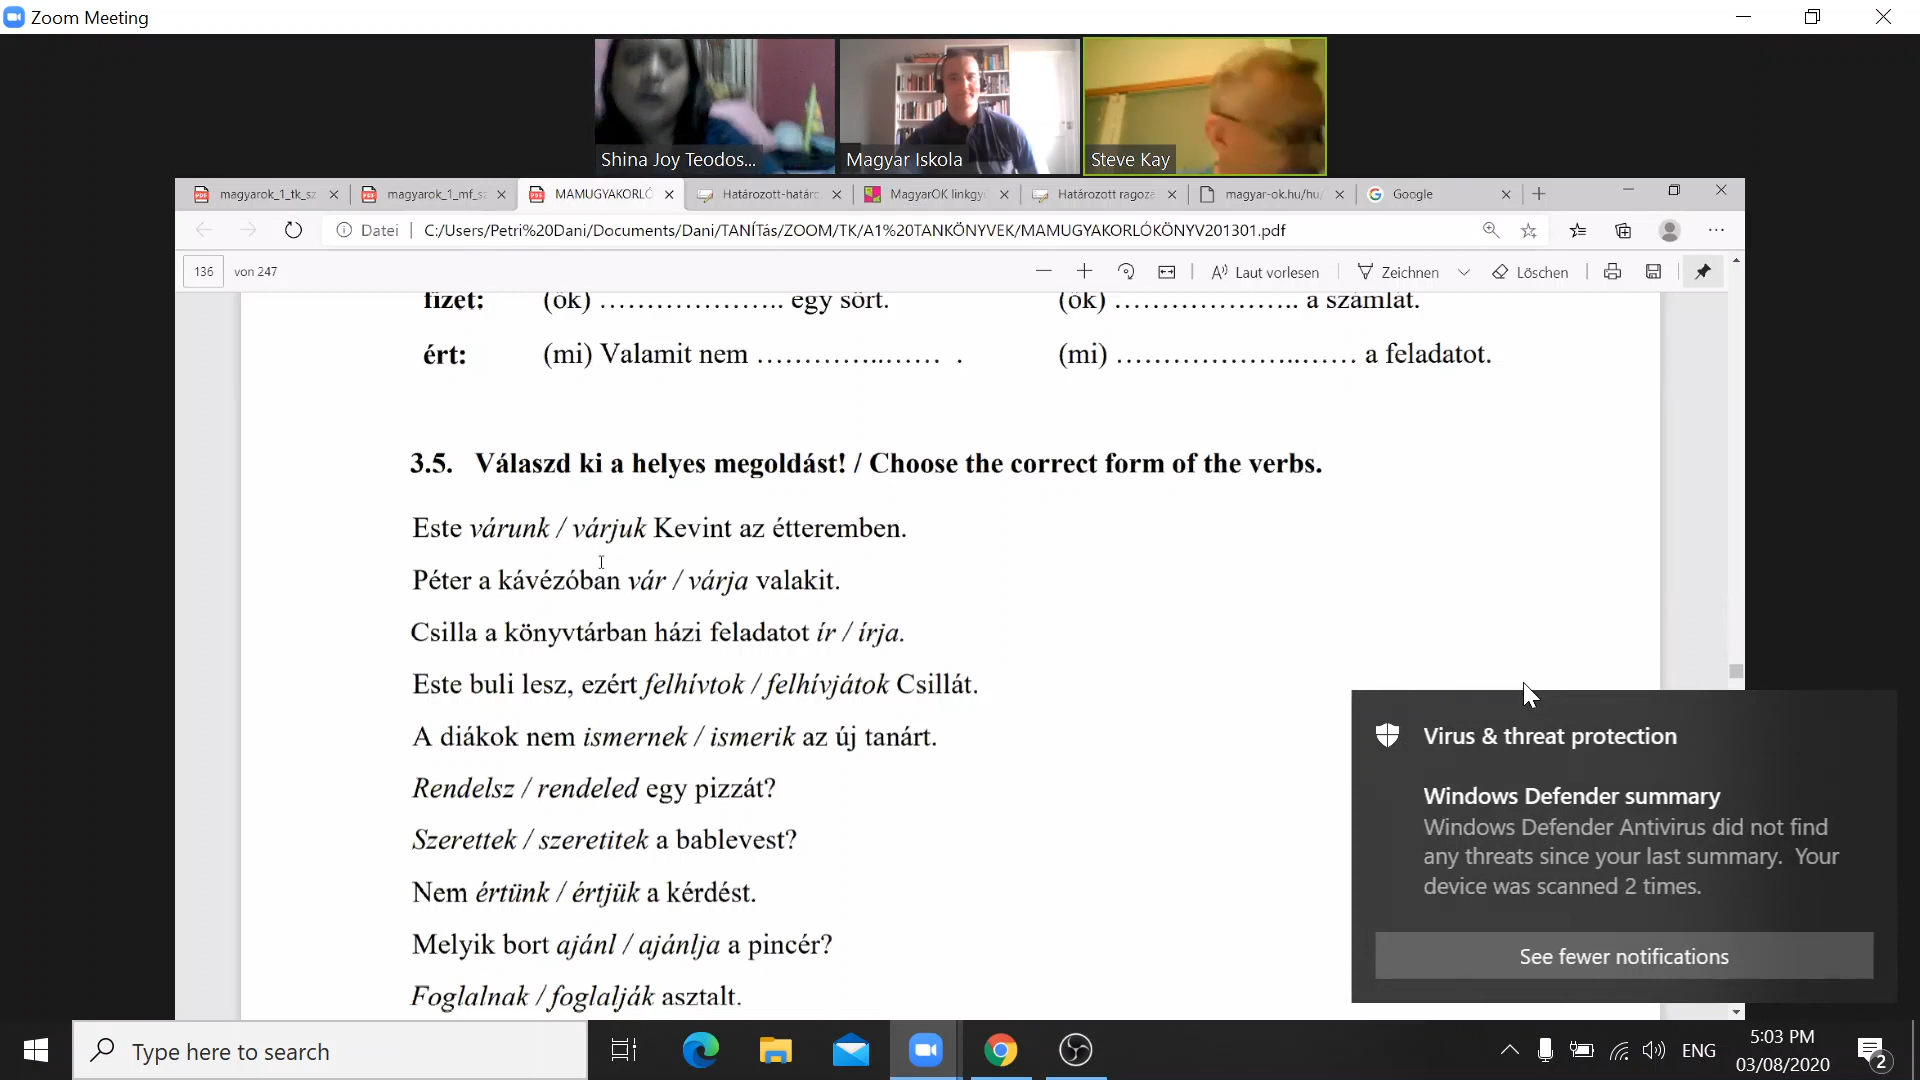 Zoom Meeting
Shina Joy Teodos...
Magyar Iskola
Steve Kay
magyarok_1_tk_sz
magyarok_1_mf_sz
MAMUGYAKORLÓ
Határozott-határo
MagyarOK linkgy
Határozott ragozá
magyar-ok.hu/hu/
Google
Datei
C:/Users/Petri%20Dani/Documents/Dani/TANÍTás/ZOOM/TK/A1%20TANKÖNYVEK/MAMUGYAKORLÓKÖNYV201301.pdf
136 von 247
Laut vorlesen
Zeichnen
Löschen
fizet: (ők) ………………….. egy sört. (ők) ………………….. a számlát.
ért: (mi) Valamit nem …………..…… . (mi) ………………..……. a feladatot.
3.5. Válaszd ki a helyes megoldást! / Choose the correct form of the verbs.
Este várunk / várjuk Kevint az étteremben.
Péter a kávézóban vár / várja valakit.
Csilla a könyvtárban házi feladatot ír / írja.
Este buli lesz, ezért felhívtok / felhívjátok Csillát.
A diákok nem ismernek / ismerik az új tanárt.
Rendelsz / rendeled egy pizzát?
Szerettek / szeretitek a bablevest?
Nem értünk / értjük a kérdést.
Melyik bort ajánl / ajánlja a pincér?
Foglalnak / foglalják asztalt.
Virus & threat protection
Windows Defender summary
Windows Defender Antivirus did not find
any threats since your last summary. Your
device was scanned 2 times.
See fewer notifications
Type here to search
ENG
5:03 PM
03/08/2020
2